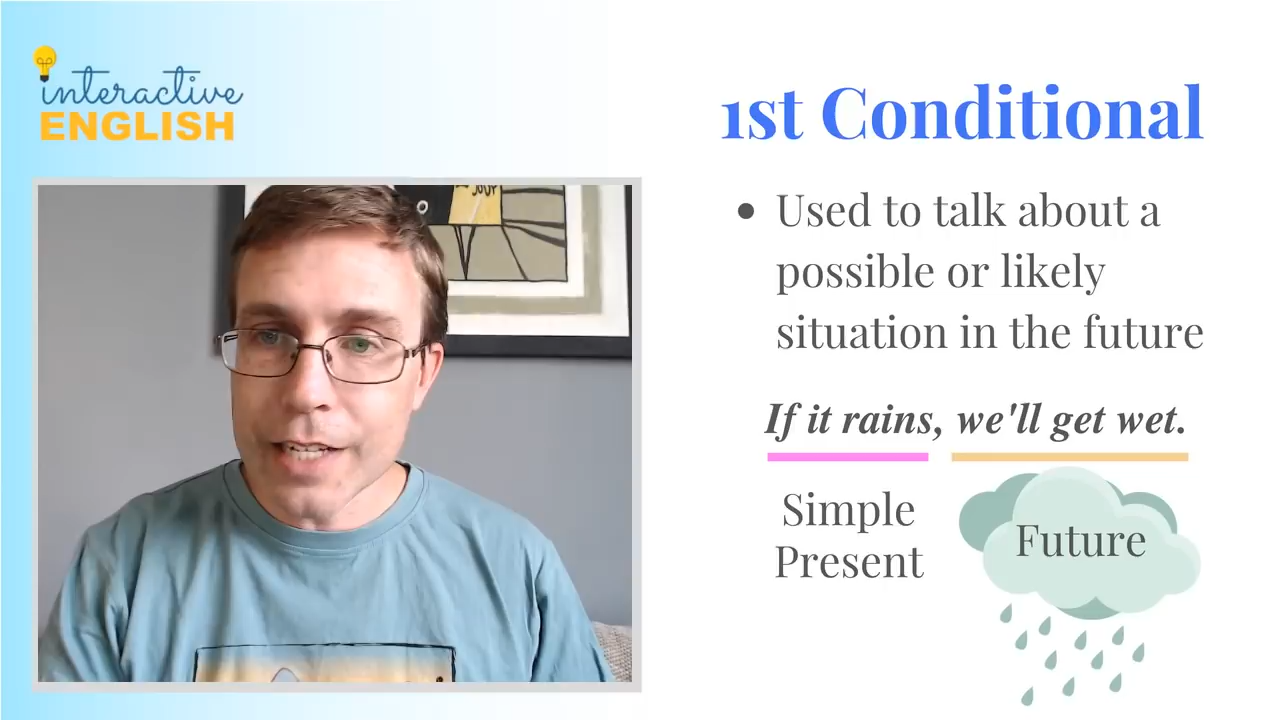 interactive
ENGLISH
1st Conditional
• Used to talk about a
possible or likely
situation in the future
If it rains, we'll get wet.
Simple
Present
Future